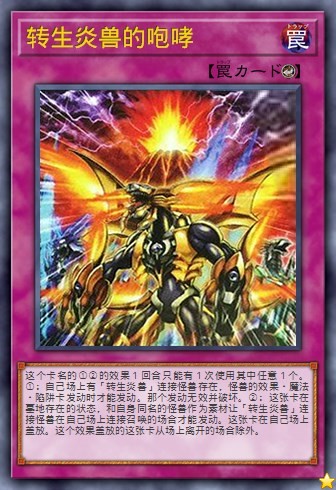 转生炎兽的咆哮
罠
トラップ
【罠カード】
这个卡名的①②的效果1回合只能有1次使用其中任意1个。
①：自己场上有「转生炎兽」连接怪兽存在，怪兽的效果·魔法
·陷阱卡发动时才能发动。那个发动无效并破坏。②：这张卡在
墓地存在的状态，和自身同名的怪兽作为素材让「转生炎兽」连
接怪兽在自己场上连接召唤的场合才能发动。这张卡在自己场上
盖放。这个效果盖放的这张卡从场上离开的场合除外。